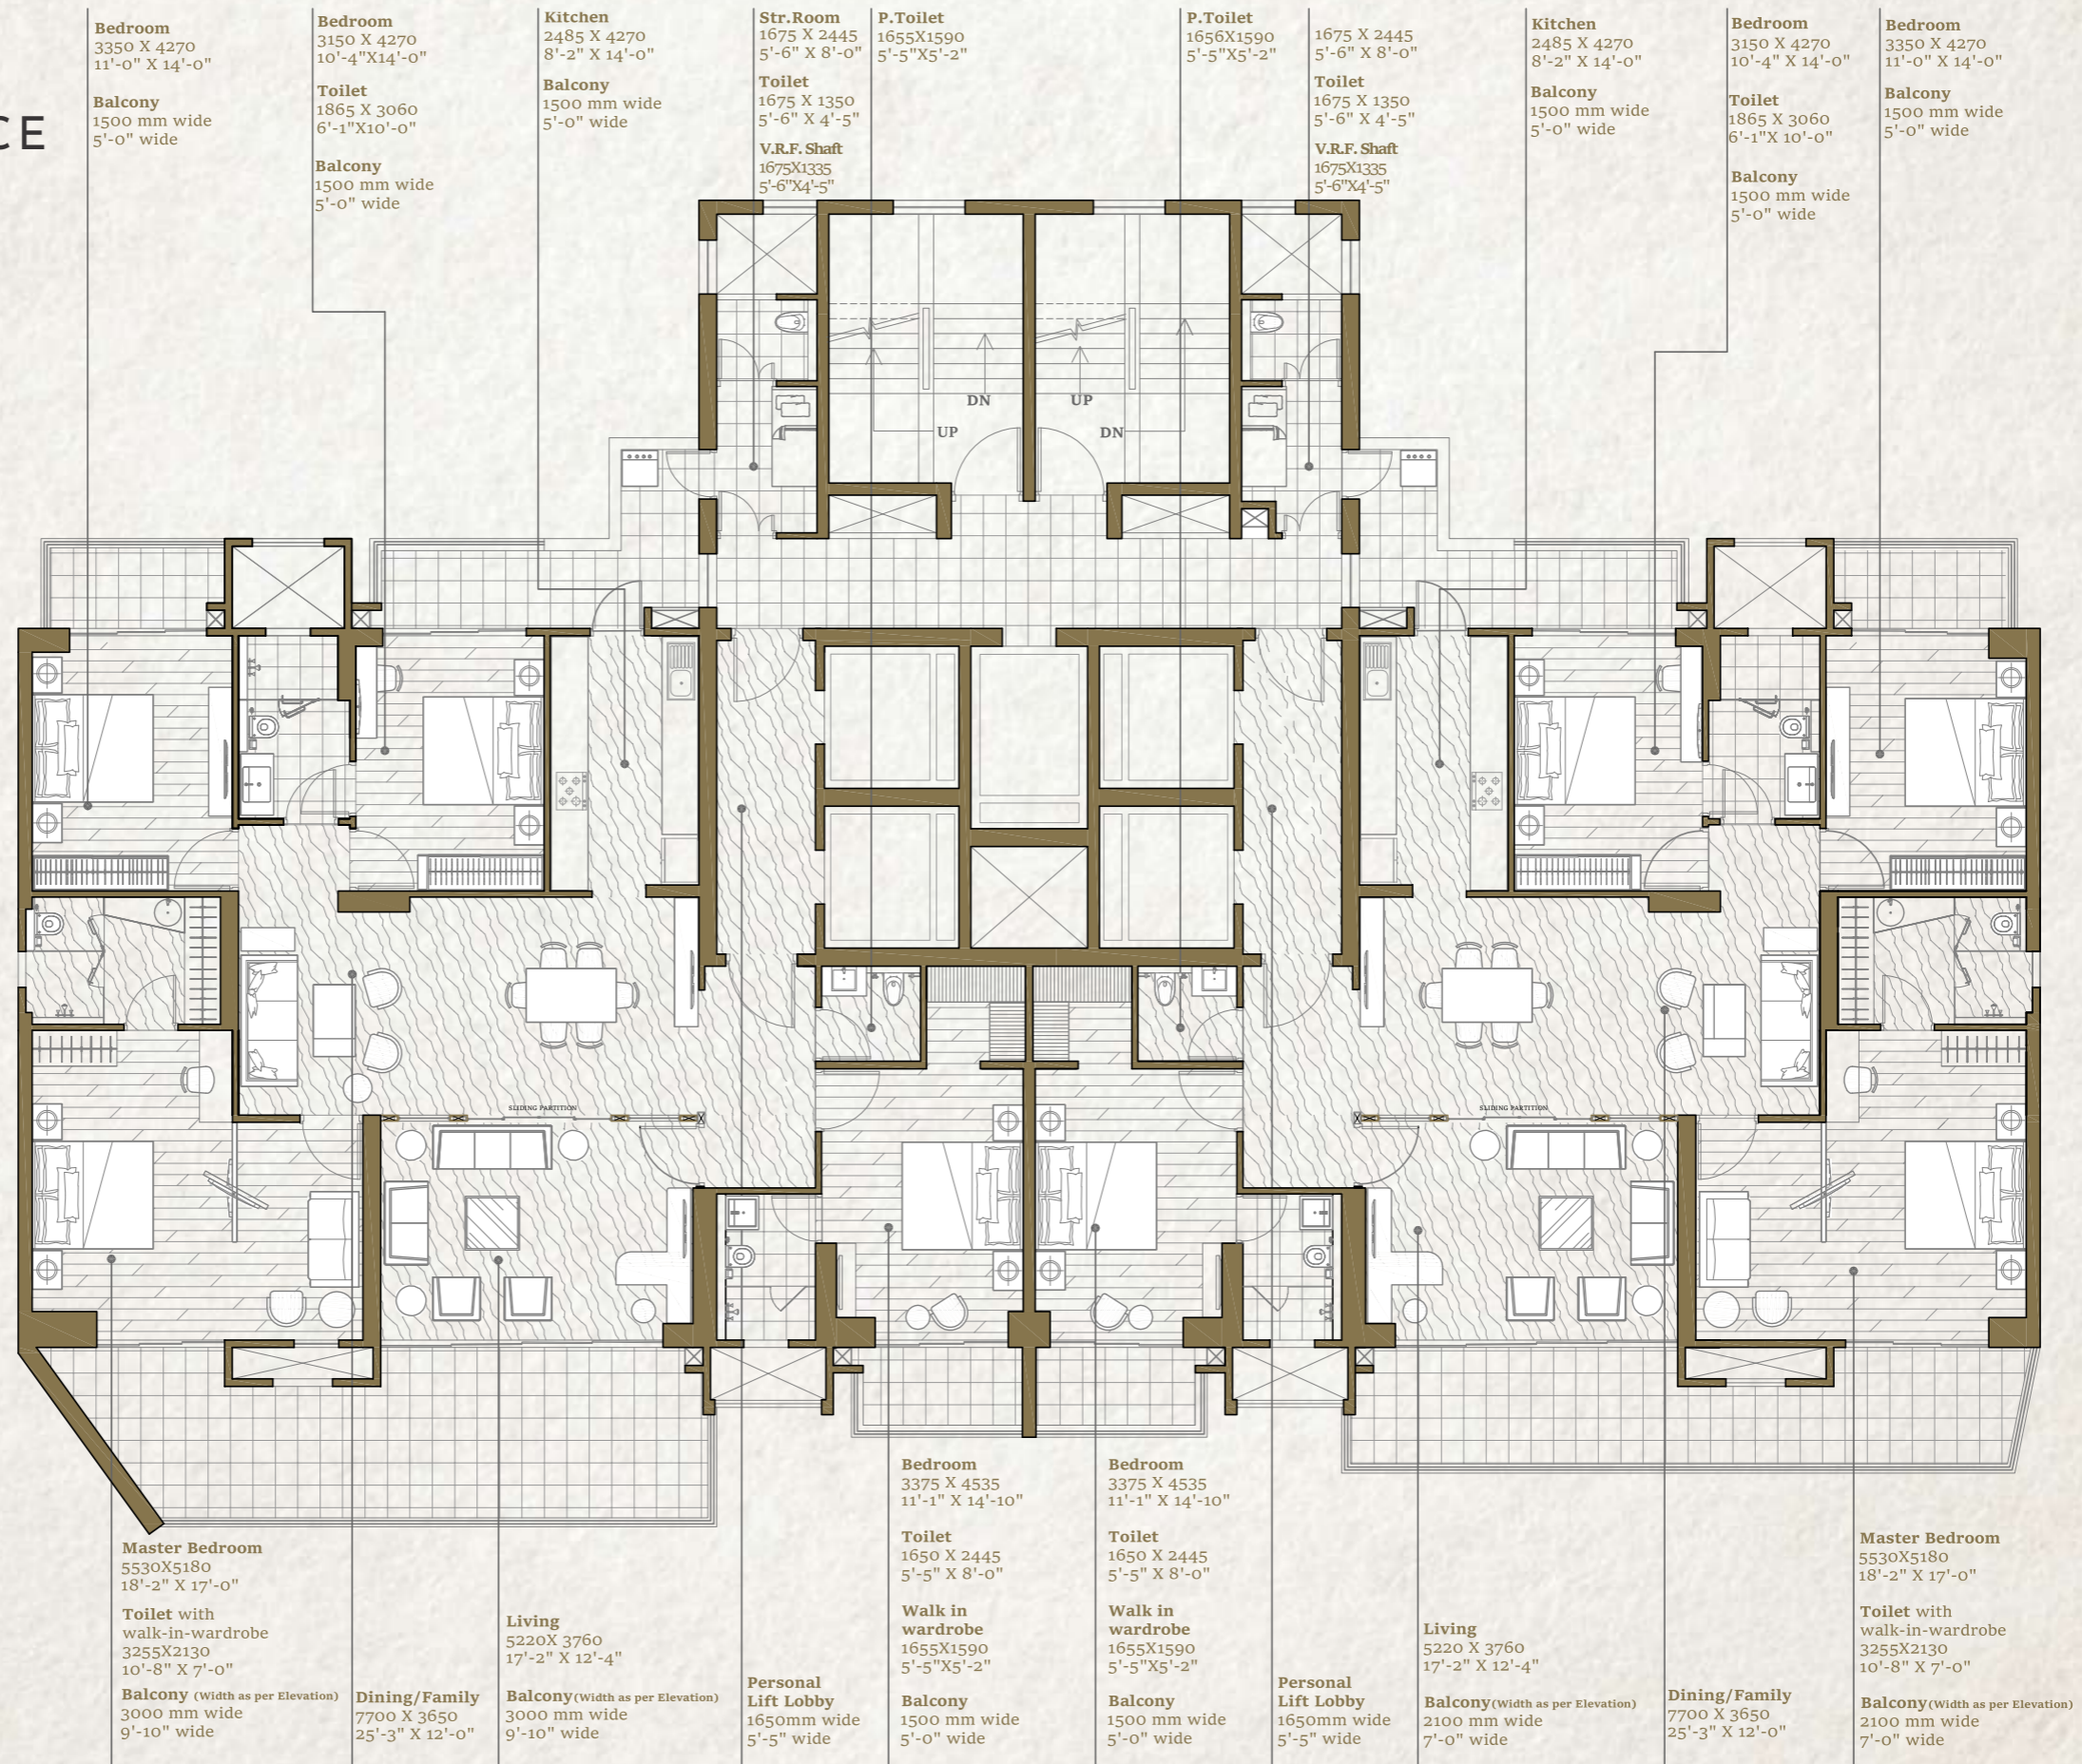 CE
Bedroom
3350 X 4270
11'-0" X 14'-0"
Balcony
1500 mm wide
5'-0" wide
Bedroom
3150 X 4270
10'-4"X14'-0"
Toilet
1865 X 3060
6'-1"X10'-0"
Balcony
1500 mm wide
5'-0" wide
Kitchen
2485 X 4270
8'-2" X 14'-0"
Balcony
1500 mm wide
5'-0" wide
Str.Room
1675 X 2445
5'-6" X 8'-0"
Toilet
1675 X 1350
5'-6" X 4'-5"
V.R.F. Shaft
1675X1335
5'-6"X4'-5"
P.Toilet
1655X1590
5'-5"X5'-2"
P.Toilet
1656X1590
5'-5"X5'-2"
1675 X 2445
5'-6" X 8'-0"
Toilet
1675 X 1350
5'-6" X 4'-5"
V.R.F. Shaft
1675X1335
5'-6"X4'-5"
Kitchen
2485 X 4270
8'-2" X 14'-0"
Balcony
1500 mm wide
5'-0" wide
Bedroom
3150 X 4270
10'-4" X 14'-0"
Toilet
1865 X 3060
6'-1"X 10'-0"
Balcony
1500 mm wide
5'-0" wide
Bedroom
3350 X 4270
11'-0" X 14'-0"
Balcony
1500 mm wide
5'-0" wide
DN
UP
UP
DN
SLIDING PARTITION
SLIDING PARTITION
Master Bedroom
5530X5180
18'-2" X 17'-0"
Toilet with
walk-in-wardrobe
3255X2130
10'-8" X 7'-0"
Balcony (Width as per Elevation)
3000 mm wide
9'-10" wide
Dining/Family
7700 X 3650
25'-3" X 12'-0"
Living
5220X 3760
17'-2" X 12'-4"
Balcony(Width as per Elevation)
3000 mm wide
9'-10" wide
Personal
Lift Lobby
1650mm wide
5'-5" wide
Bedroom
3375 X 4535
11'-1" X 14'-10"
Toilet
1650 X 2445
5'-5" X 8'-0"
Walk in
wardrobe
1655X1590
5'-5"X5'-2"
Balcony
1500 mm wide
5'-0" wide
Bedroom
3375 X 4535
11'-1" X 14'-10"
Toilet
1650 X 2445
5'-5" X 8'-0"
Walk in
wardrobe
1655X1590
5'-5"X5'-2"
Balcony
1500 mm wide
5'-0" wide
Personal
Lift Lobby
1650mm wide
5'-5" wide
Living
5220 X 3760
17'-2" X 12'-4"
Balcony(Width as per Elevation)
2100 mm wide
7'-0" wide
Dining/Family
7700 X 3650
25'-3" X 12'-0"
Master Bedroom
5530X5180
18'-2" X 17'-0"
Toilet with
walk-in-wardrobe
3255X2130
10'-8" X 7'-0"
Balcony(Width as per Elevation)
2100 mm wide
7'-0" wide